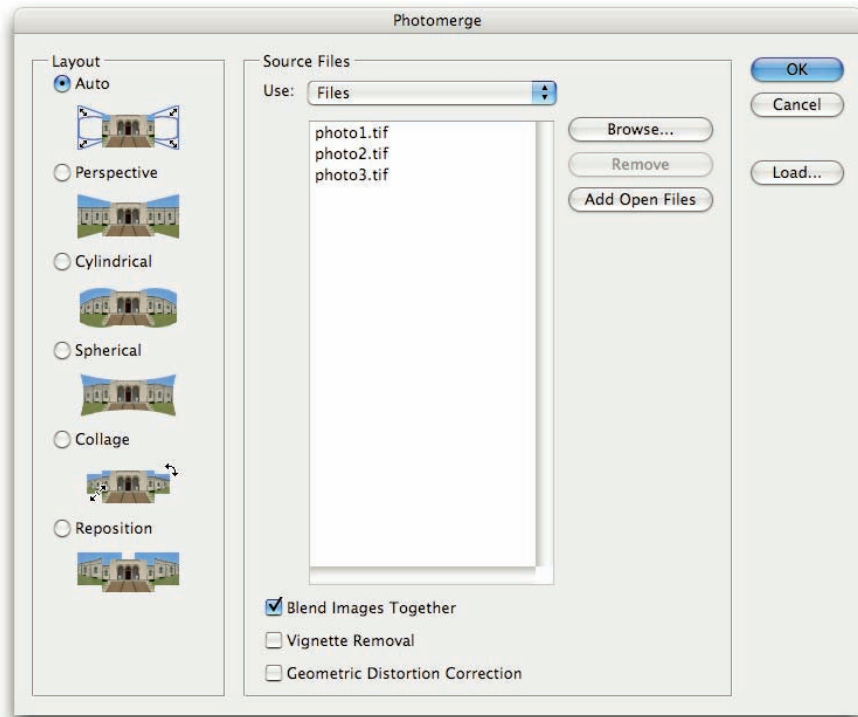 Photomerge
Layout
Auto
Perspective
Cylindrical
Spherical
Collage
Reposition
Source Files
Use: Files
photo1.tif
photo2.tif
photo3.tif
Browse...
Remove
Add Open Files
Blend Images Together
Vignette Removal
Geometric Distortion Correction
OK
Cancel
Load...